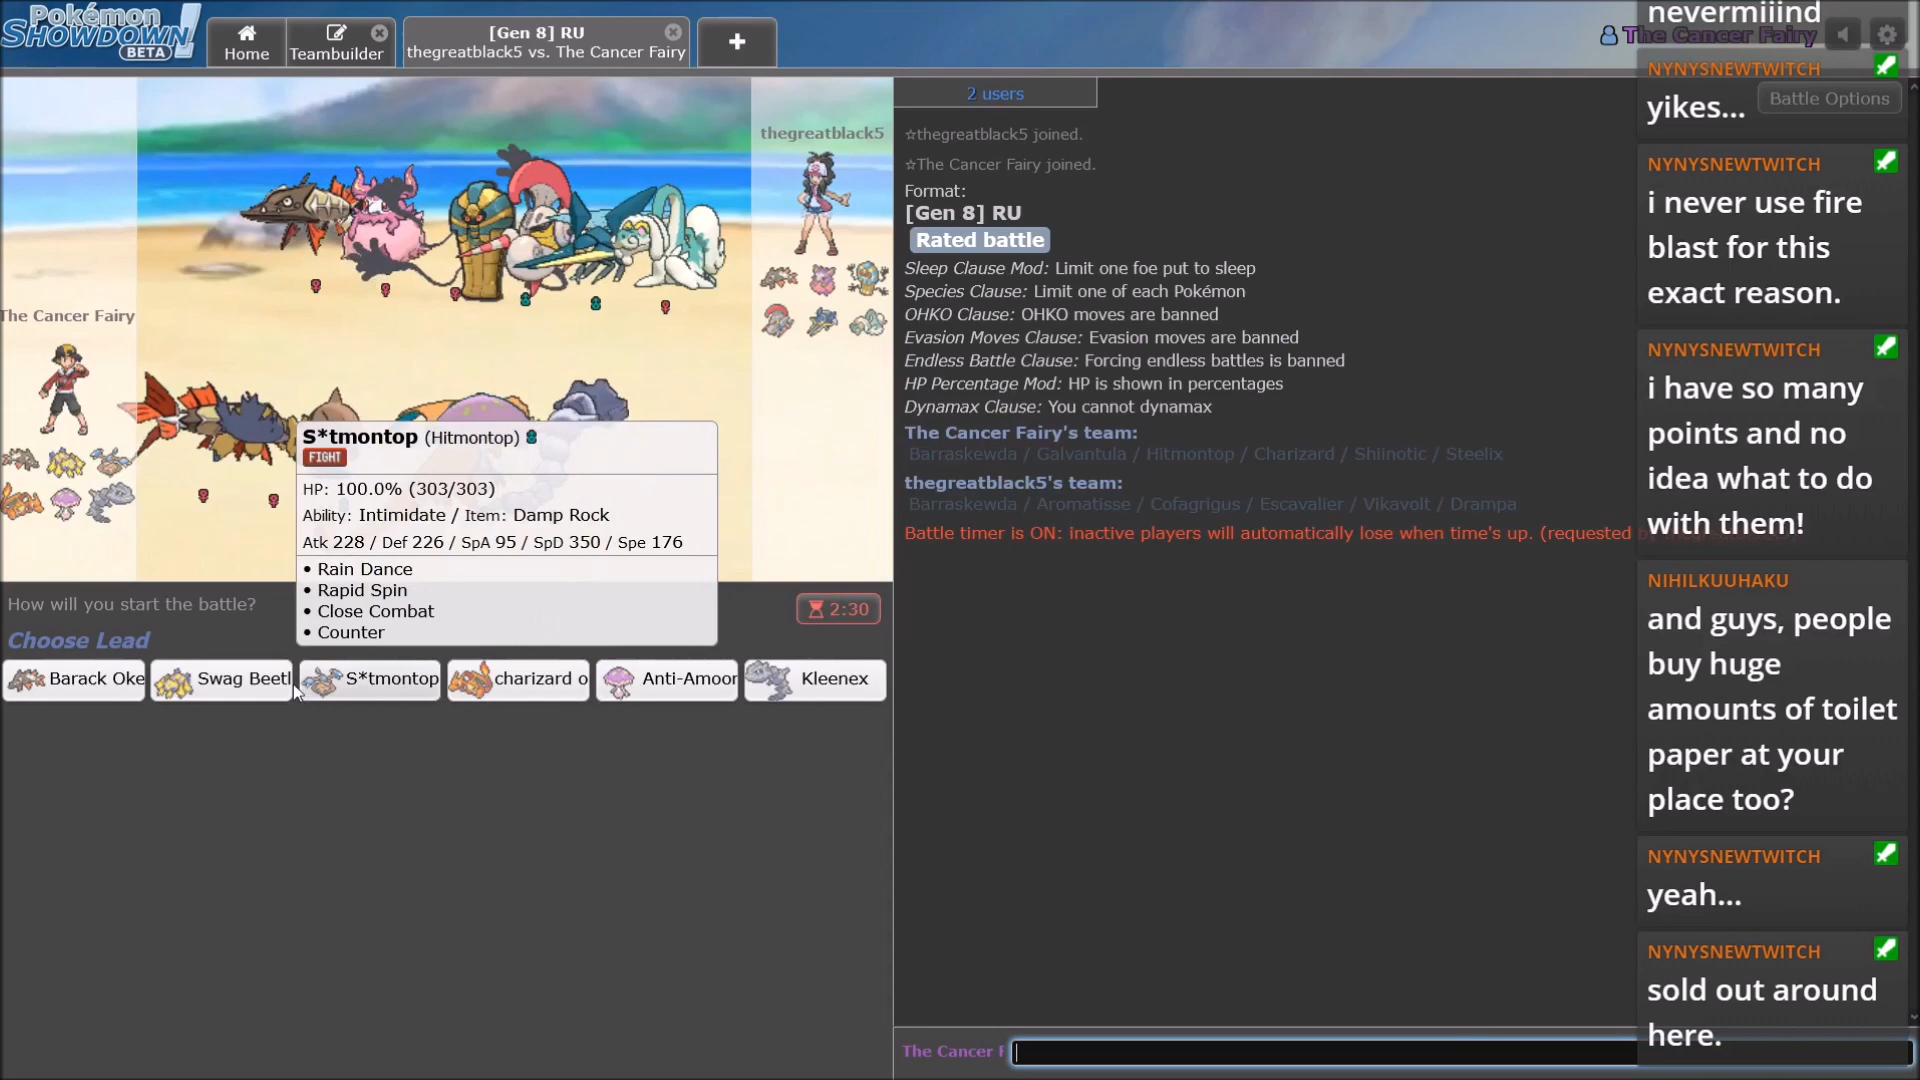 Pokémon
SHOWDOWN!
BETA
Home
Teambuilder
[Gen 8] RU
thegreatblack5 vs. The Cancer Fairy
+
The Cancer Fairy
2 users
Battle Options
thegreatblack5
The Cancer Fairy
☆thegreatblack5 joined.
☆The Cancer Fairy joined.
Format:
[Gen 8] RU
Rated battle
Sleep Clause Mod: Limit one foe put to sleep
Species Clause: Limit one of each Pokémon
OHKO Clause: OHKO moves are banned
Evasion Moves Clause: Evasion moves are banned
Endless Battle Clause: Forcing endless battles is banned
HP Percentage Mod: HP is shown in percentages
Dynamax Clause: You cannot dynamax
The Cancer Fairy's team:
Barraskewda / Galvantula / Hitmontop / Charizard / Shiinotic / Steelix
thegreatblack5's team:
Barraskewda / Aromatisse / Cofagrigus / Escavalier / Vikavolt / Drampa
Battle timer is ON: inactive players will automatically lose when time's up. (requested
S*tmontop (Hitmontop)
FIGHT
HP: 100.0% (303/303)
Ability: Intimidate / Item: Damp Rock
Atk 228 / Def 226 / SpA 95 / SpD 350 / Spe 176
• Rain Dance
• Rapid Spin
• Close Combat
• Counter
How will you start the battle?
2:30
Choose Lead
Barack Oke
Swag Beetl
S*tmontop
charizard o
Anti-Amoor
Kleenex
The Cancer F
nevermiiind
NYNYSNEWTWITCH
yikes...
NYNYSNEWTWITCH
i never use fire
blast for this
exact reason.
NYNYSNEWTWITCH
i have so many
points and no
idea what to do
with them!
NIHILKUUHAKU
and guys, people
buy huge
amounts of toilet
paper at your
place too?
NYNYSNEWTWITCH
yeah...
NYNYSNEWTWITCH
sold out around
here.